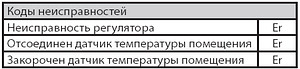 Коды неисправностей
Неисправность регулятора Er
Отсоединен датчик температуры помещения Er
Закорочен датчик температуры помещения Er